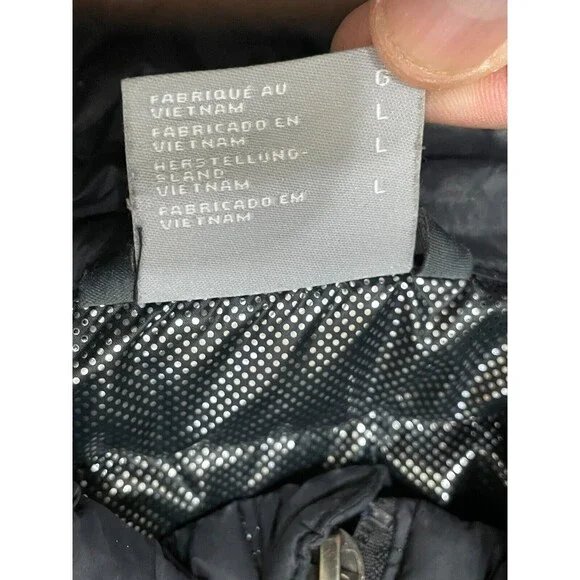 FABRIQUÉ AU
VIETNAM G
FABRICADO EN
VIETNAM L
HERSTELLUNG-
SLAND L
VIETNAM
FABRICADO EM L
VIETNAM